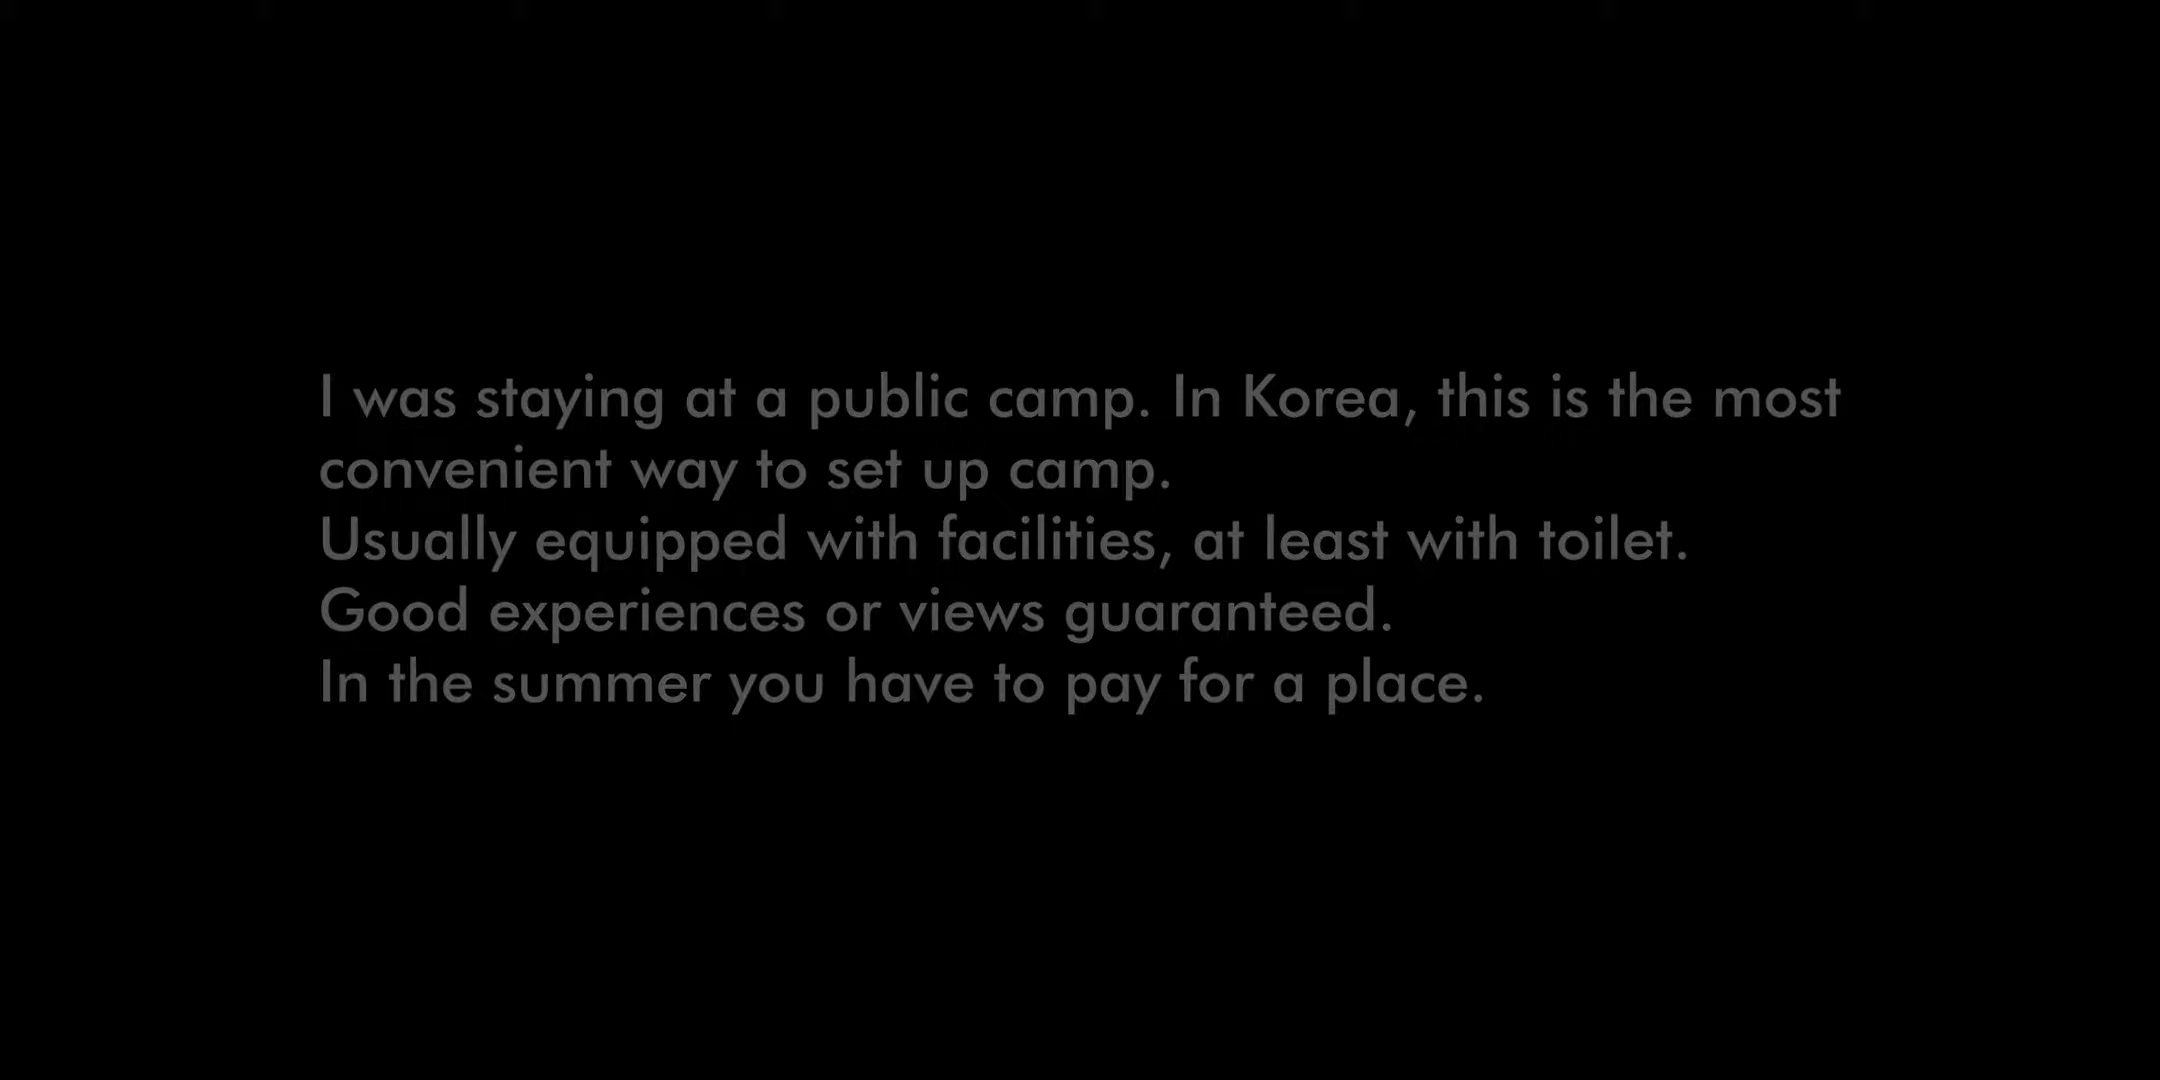 I was staying at a public camp. In Korea, this is the most
convenient way to set up camp.
Usually equipped with facilities, at least with toilet.
Good experiences or views guaranteed.
In the summer you have to pay for a place.